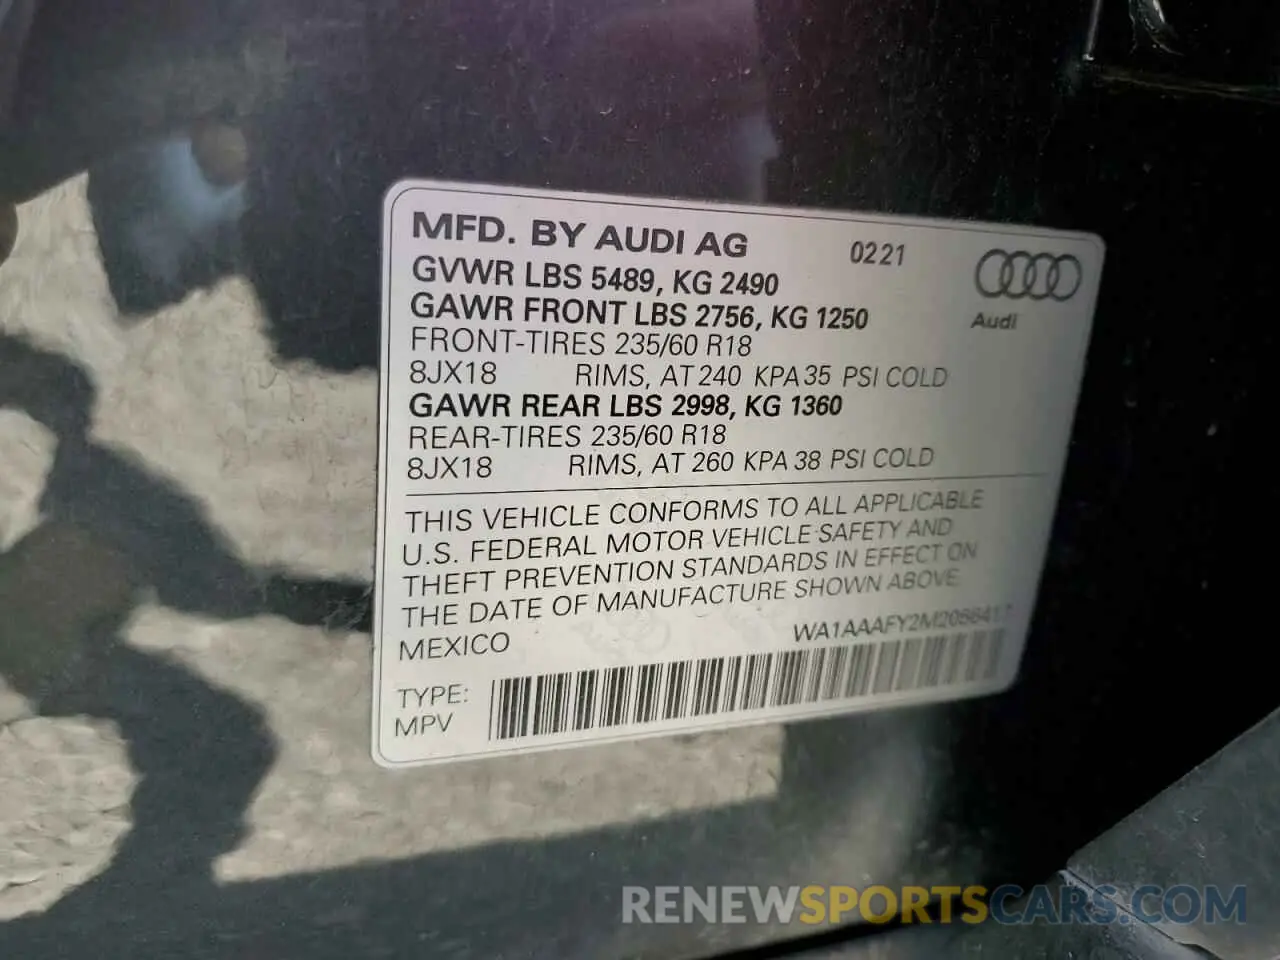 MFD. BY AUDI AG 02 21
GVWR LBS 5489, KG 2490
GAWR FRONT LBS 2756, KG 1250
Audi
FRONT-TIRES 235/60 R18
8JX18 RIMS, AT 240 KPA 35 PSI COLD
GAWR REAR LBS 2998, KG 1360
REAR-TIRES 235/60 R18
8JX18 RIMS, AT 260 KPA 38 PSI COLD
THIS VEHICLE CONFORMS TO ALL APPLICABLE
U.S. FEDERAL MOTOR VEHICLE SAFETY AND
THEFT PREVENTION STANDARDS IN EFFECT ON
THE DATE OF MANUFACTURE SHOWN ABOVE
MEXICO WA1AAAFY2M2056417
TYPE:
MPV
RENEWSPORTSCARS.COM